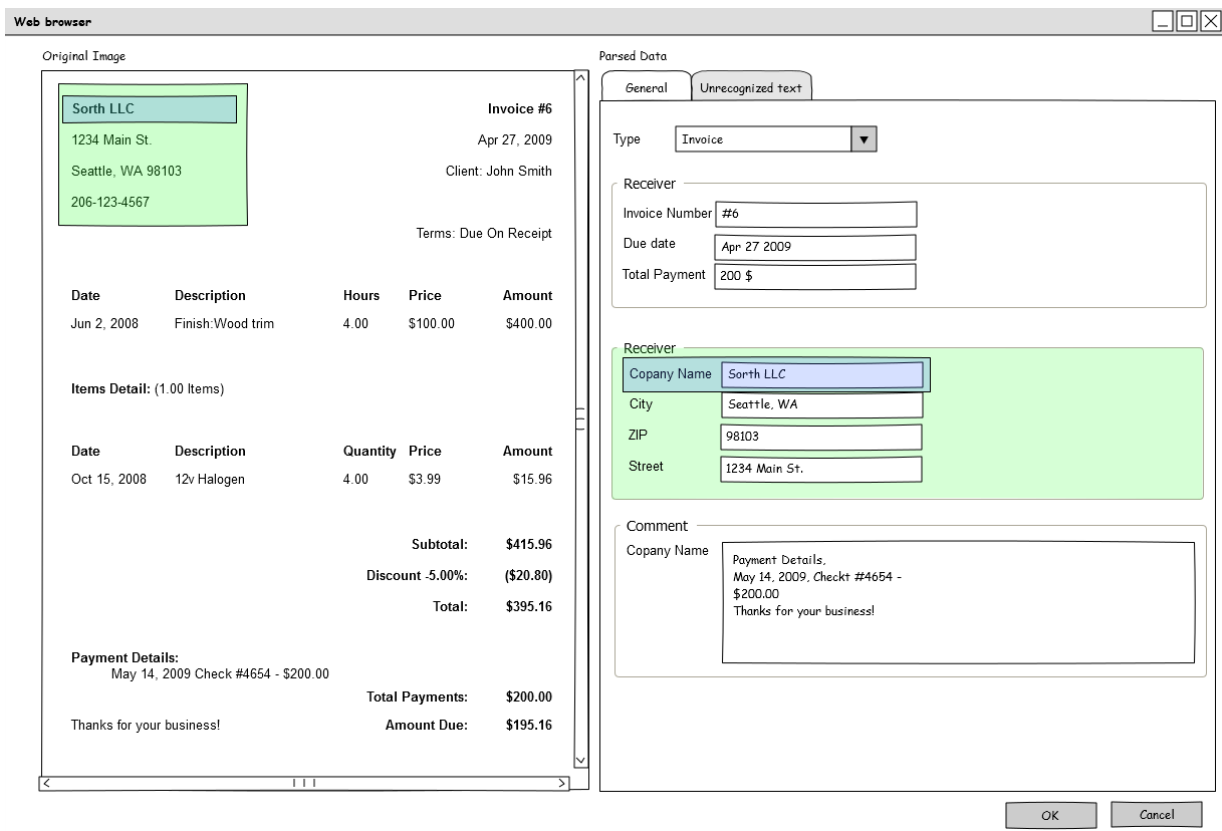 Web browser
Original Image
Sorth LLC
Invoice #6
1234 Main St.
Apr 27, 2009
Seattle, WA 98103
Client: John Smith
206-123-4567
Terms: Due On Receipt
Date Description Hours Price Amount
Jun 2, 2008 Finish:Wood trim 4.00 $100.00 $400.00
Items Detail: (1.00 Items)
Date Description Quantity Price Amount
Oct 15, 2008 12v Halogen 4.00 $3.99 $15.96
Subtotal: $415.96
Discount -5.00%: ($20.80)
Total: $395.16
Payment Details:
May 14, 2009 Check #4654 - $200.00
Total Payments: $200.00
Thanks for your business! Amount Due: $195.16
Parsed Data
General Unrecognized text
Type Invoice
Receiver
Invoice Number #6
Due date Apr 27 2009
Total Payment 200 $
Receiver
Copany Name Sorth LLC
City Seattle, WA
ZIP 98103
Street 1234 Main St.
Comment
Copany Name
Payment Details,
May 14, 2009, Checkt #4654 -
$200.00
Thanks for your business!
OK Cancel